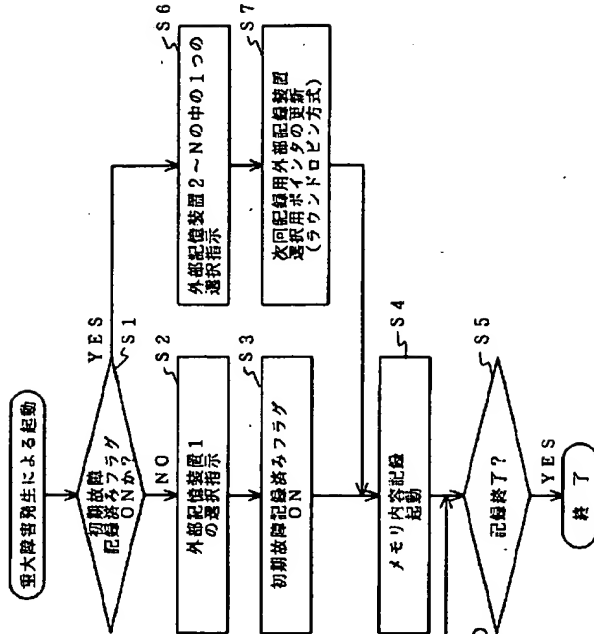 重大障害発生による起動
初期故障
記録済みフラグ
ONか?
YES
S1
NO
外部記憶装置1
の選択指示
S2
初期故障記録済みフラグ
ON
S3
外部記憶装置2~Nの中の1つの
選択指示
S6
次回記録用外部記録装置
選択用ポインタの更新
(ラウンドロビン方式)
S7
メモリ内容記録
起動
S4
記録終了?
S5
YES
終了